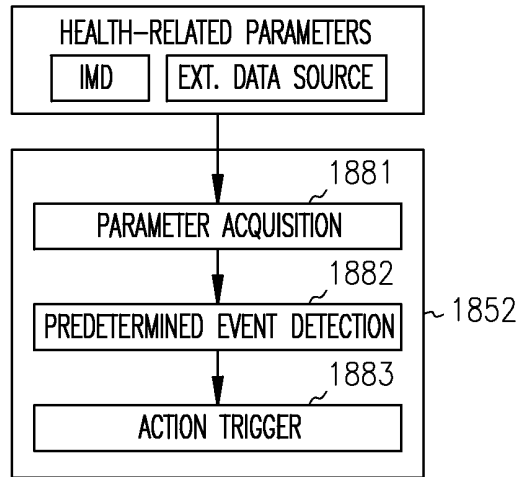 HEALTH-RELATED PARAMETERS
IMD
EXT. DATA SOURCE
1881
PARAMETER ACQUISITION
1882
PREDETERMINED EVENT DETECTION
1852
1883
ACTION TRIGGER